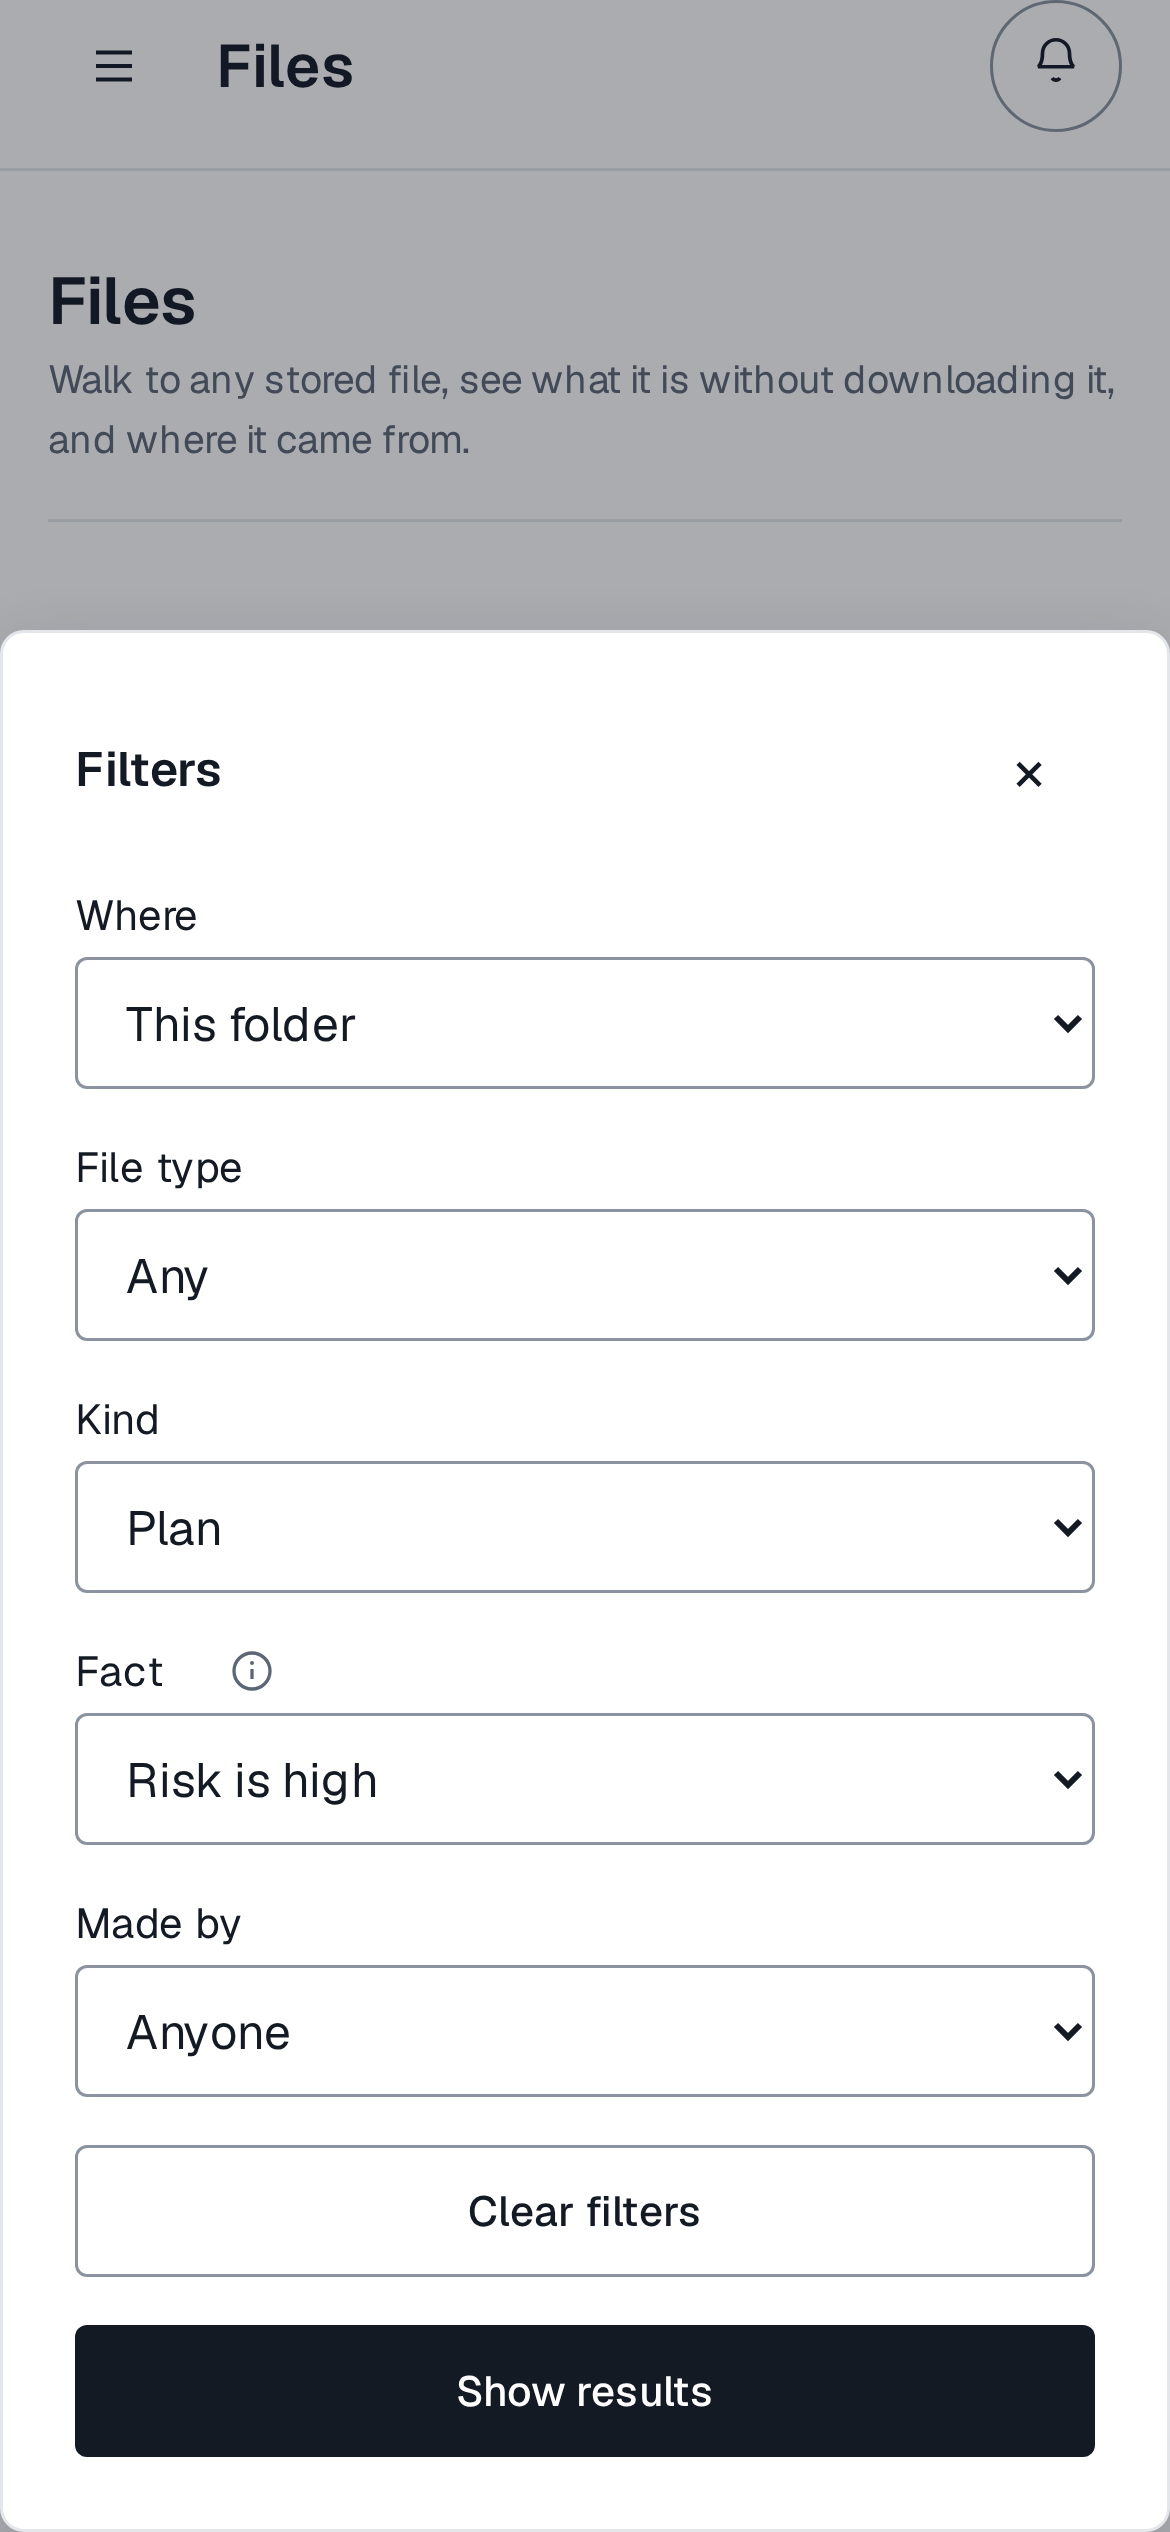 Files
Files
Walk to any stored file, see what it is without downloading it,
and where it came from.
Filters
Where
This folder
File type
Any
Kind
Plan
Fact
Risk is high
Made by
Anyone
Clear filters
Show results